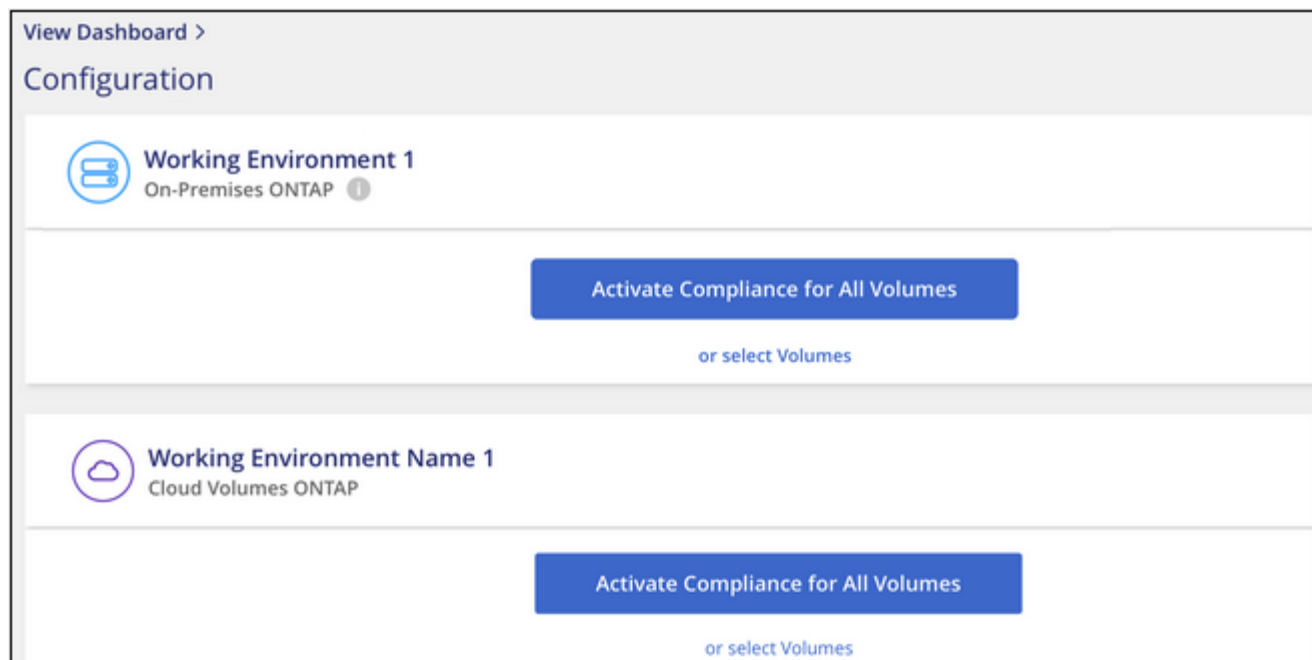 View Dashboard >
Configuration
Working Environment 1
On-Premises ONTAP i
Activate Compliance for All Volumes
or select Volumes
Working Environment Name 1
Cloud Volumes ONTAP
Activate Compliance for All Volumes
or select Volumes